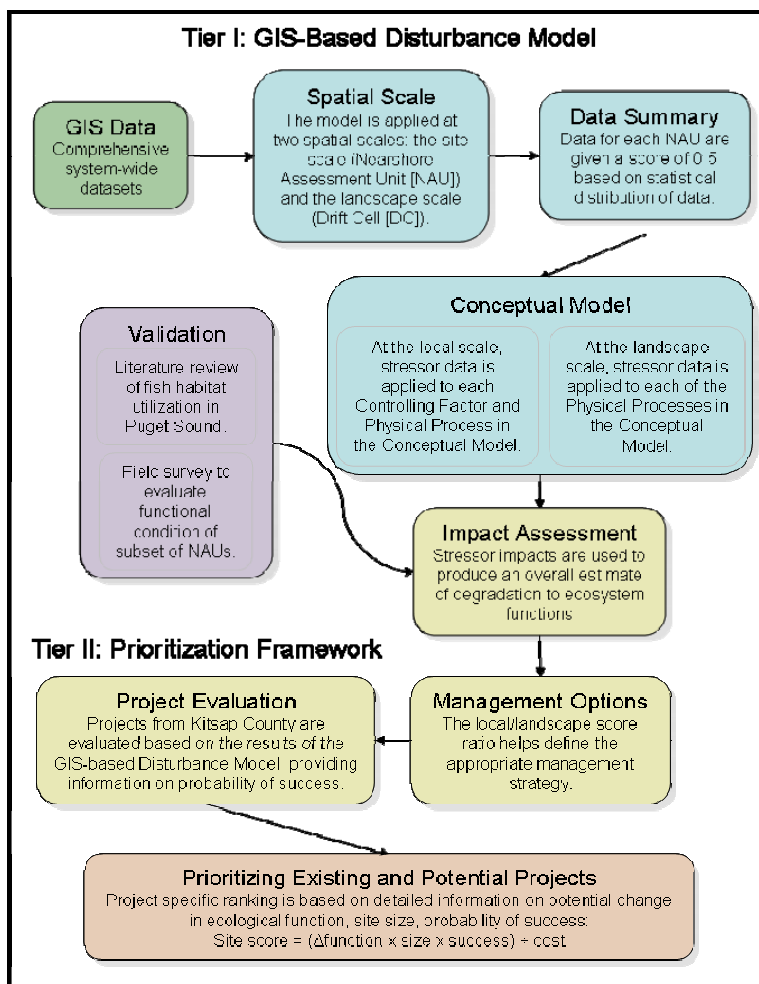 Tier I: GIS-Based Disturbance Model
GIS Data
Comprehensive
system-wide
datasets
Spatial Scale
The model is applied at
two spatial scales: the site
scale (Nearshore
Assessment Unit [NAU])
and the landscape scale
(Drift Cell [DC]).
Data Summary
Data for each NAU are
given a score of 0-5
based on statistical
distribution of data.
Conceptual Model
At the local scale,
stressor data is
applied to each
Controlling Factor and
Physical Process in
the Conceptual Model.
At the landscape
scale, stressor data is
applied to each of the
Physical Processes in
the Conceptual
Model.
Validation
Literature review
of fish habitat
utilization in
Puget Sound.
Field survey to
evaluate
functional
condition of
subset of NAUs.
Impact Assessment
Stressor impacts are used to
produce an overall estimate
of degradation to ecosystem
functions
Tier II: Prioritization Framework
Management Options
The local/landscape score
ratio helps define the
appropriate management
strategy.
Project Evaluation
Projects from Kitsap County are
evaluated based on the results of the
GIS-based Disturbance Model providing
information on probability of success.
Prioritizing Existing and Potential Projects
Project specific ranking is based on detailed information on potential change
in ecological function, site size, probability of success:
Site score = (Δfunction x size x success) ÷ cost